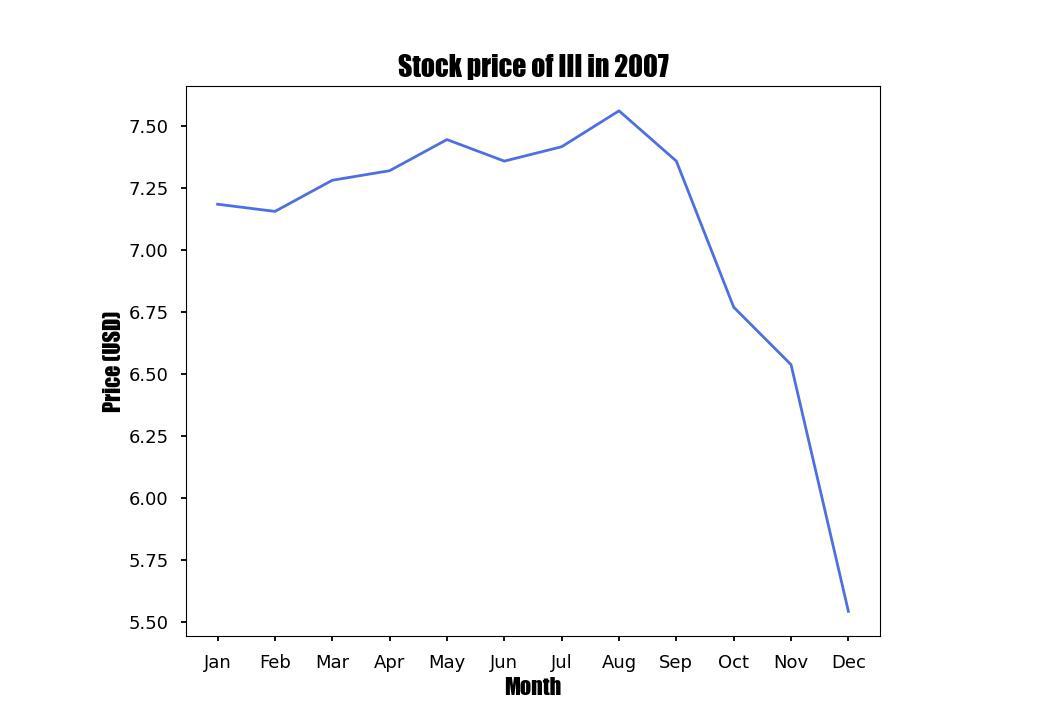 Stock price of III in 2007
Price (USD)
7.50
7.25
7.00
6.75
6.50
6.25
6.00
5.75
5.50
Jan Feb Mar Apr May Jun Jul Aug Sep Oct Nov Dec
Month